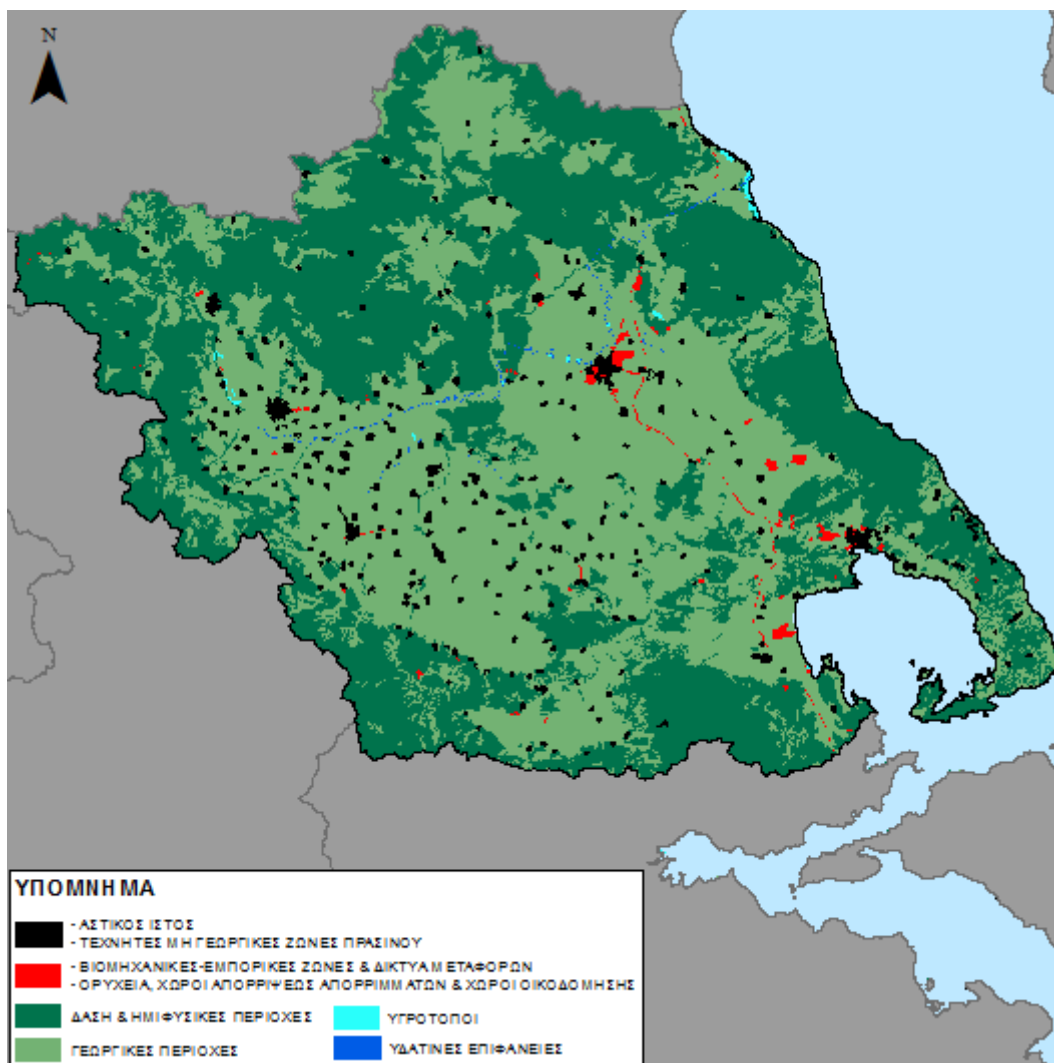 N
ΥΠΟΜΝΗΜΑ
- ΑΣΤΙΚΟΣ ΙΣΤΟΣ
- ΤΕΧΝΗΤΕΣ ΜΗ ΓΕΩΡΓΙΚΕΣ ΖΩΝΕΣ ΠΡΑΣΙΝΟΥ
- ΒΙΟΜΗΧΑΝΙΚΕΣ-ΕΜΠΟΡΙΚΕΣ ΖΩΝΕΣ & ΔΙΚΤΥΑ ΜΕΤΑΦΟΡΩΝ
- ΟΡΥΧΕΙΑ, ΧΩΡΟΙ ΑΠΟΡΡΙΨΕΩΣ ΑΠΟΡΡΙΜΜΑΤΩΝ & ΧΩΡΟΙ ΟΙΚΟΔΟΜΗΣΗΣ
ΔΑΣΗ & ΗΜΙΦΥΣΙΚΕΣ ΠΕΡΙΟΧΕΣ
ΥΓΡΟΤΟΠΟΙ
ΓΕΩΡΓΙΚΕΣ ΠΕΡΙΟΧΕΣ
ΥΔΑΤΙΝΕΣ ΕΠΙΦΑΝΕΙΕΣ